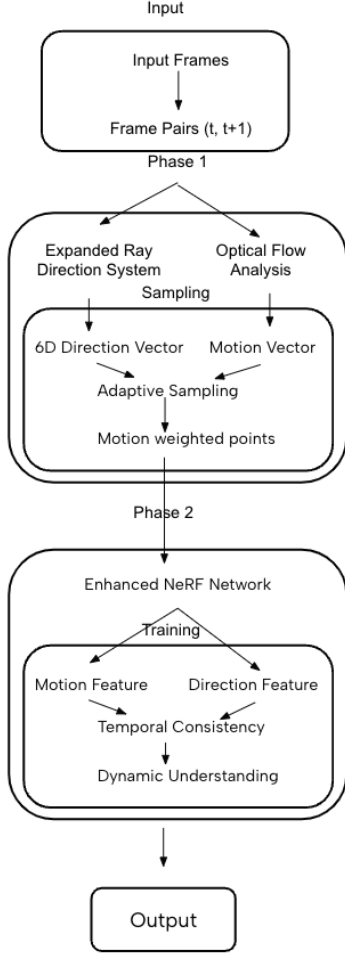 Input
Input Frames
Frame Pairs (t, t+1)
Phase 1
Expanded Ray
Direction System
Optical Flow
Analysis
Sampling
6D Direction Vector
Motion Vector
Adaptive Sampling
Motion weighted points
Phase 2
Enhanced NeRF Network
Training
Motion Feature
Direction Feature
Temporal Consistency
Dynamic Understanding
Output